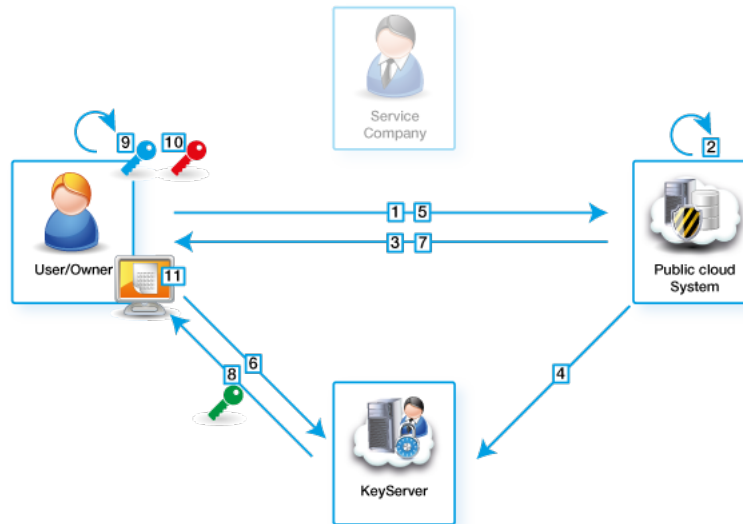 Service
Company
9
10
2
User/Owner
1
5
3
7
Public cloud
System
11
6
8
4
KeyServer